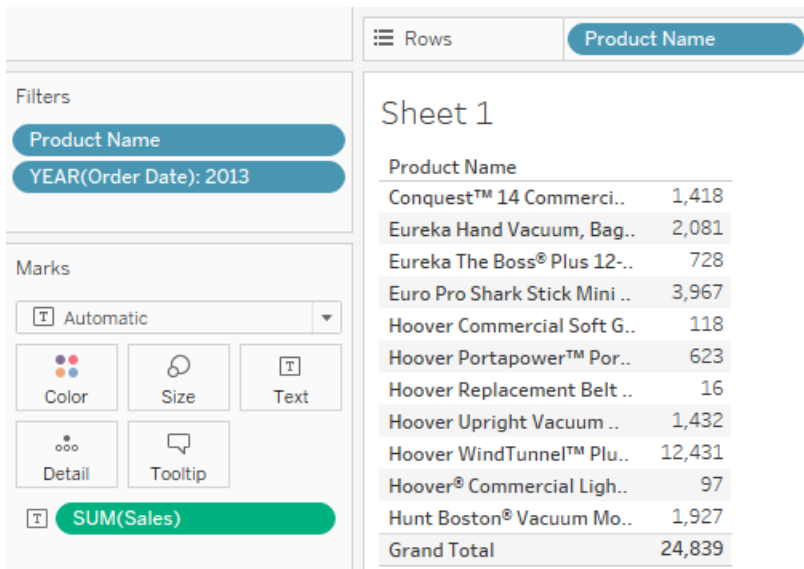 Rows
Product Name
Filters
Product Name
YEAR(Order Date): 2013
Marks
T Automatic
Color
Size
T
Text
Detail
Tooltip
T SUM(Sales)
Sheet 1
Product Name
Conquest™ 14 Commerci.. 1,418
Eureka Hand Vacuum, Bag.. 2,081
Eureka The Boss® Plus 12-.. 728
Euro Pro Shark Stick Mini .. 3,967
Hoover Commercial Soft G.. 118
Hoover Portapower™ Por.. 623
Hoover Replacement Belt .. 16
Hoover Upright Vacuum .. 1,432
Hoover WindTunnel™ Plu.. 12,431
Hoover® Commercial Ligh.. 97
Hunt Boston® Vacuum Mo.. 1,927
Grand Total 24,839